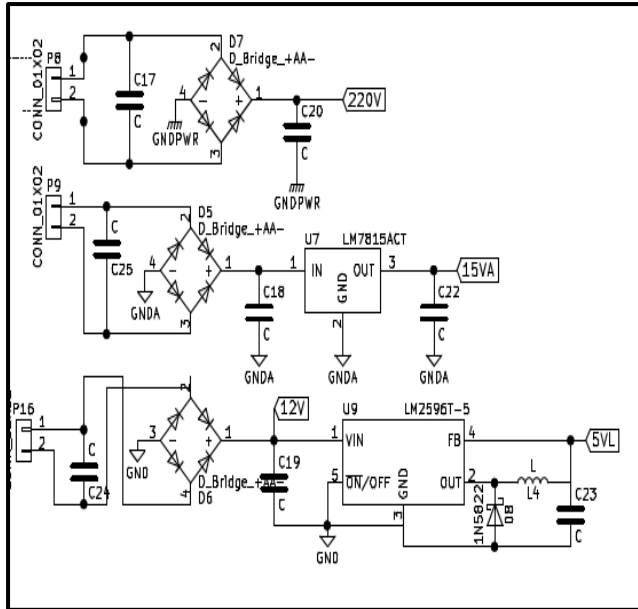 P8
CONN_01X02
1
2
C17
C
D7
D_Bridge_+AA-
2
4
-
+
1
3
GNDPWR
C20
C
GNDPWR
220V
P9
CONN_01X02
1
2
C
C25
D5
D_Bridge_+AA-
2
4
-
+
1
3
GNDA
C18
C
GNDA
U7
LM7815ACT
1
IN
OUT
3
GND
2
GNDA
15VA
C22
C
GNDA
P16
1
2
C
C24
2
3
-
+
1
4
GND
D_Bridge_+AA-
D6
12V
C19
C
U9
LM2596T-5
1
VIN
FB
4
5
ON/OFF
OUT
2
GND
3
GND
5VL
L
L4
1N5822
D8
C23
C